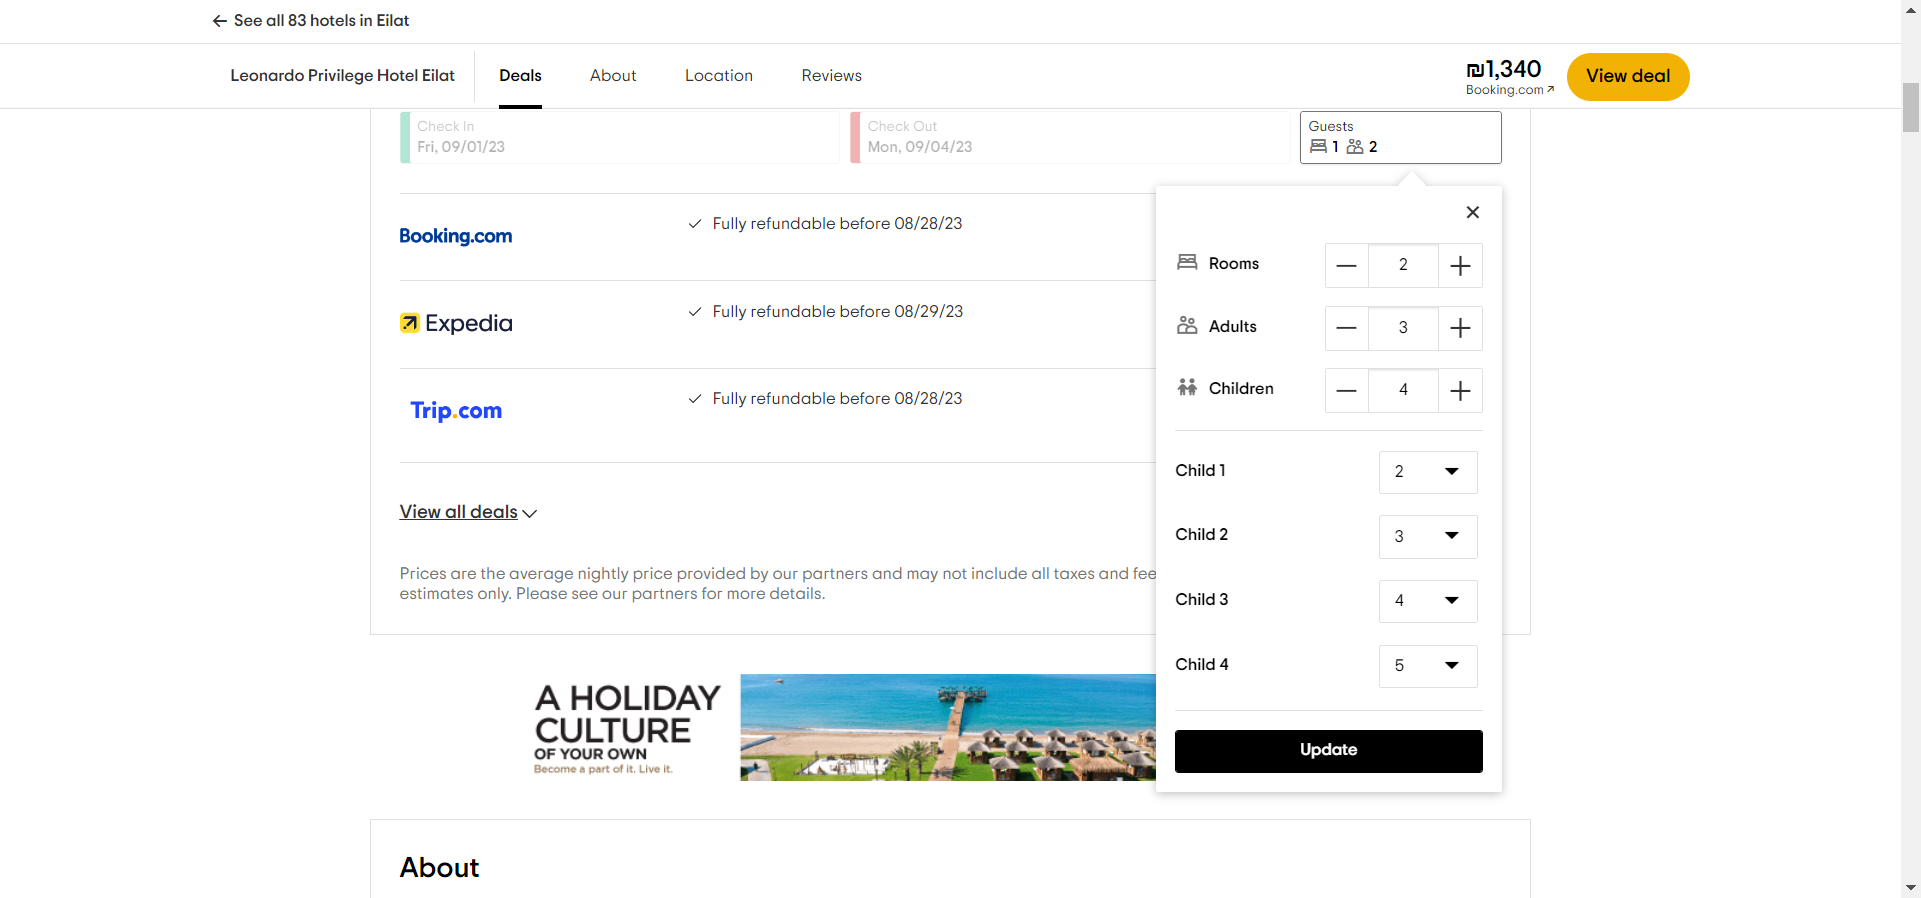 See all 83 hotels in Eilat
Leonardo Privilege Hotel Eilat
Deals
About
Location
Reviews
₪1,340
Booking.com
View deal
Check In
Fri, 09/01/23
Check Out
Mon, 09/04/23
Guests
1 2
Booking.com
Fully refundable before 08/28/23
Expedia
Fully refundable before 08/29/23
Trip.com
Fully refundable before 08/28/23
View all deals
Prices are the average nightly price provided by our partners and may not include all taxes and fee
estimates only. Please see our partners for more details.
Rooms
2
Adults
3
Children
4
Child 1
2
Child 2
3
Child 3
4
Child 4
5
Update
A HOLIDAY
CULTURE
OF YOUR OWN
Become a part of it. Live it.
About